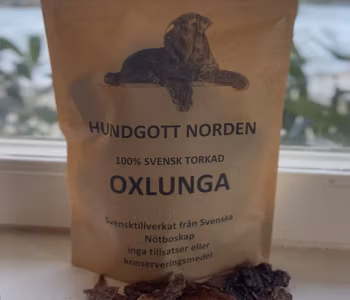 HUNDGOTT NORDEN
100% SVENSK TORKAD
OXLUNGA
Svensktillverkat från Svenska
Nötboskap
inga tillsatser eller
konserveringsmedel